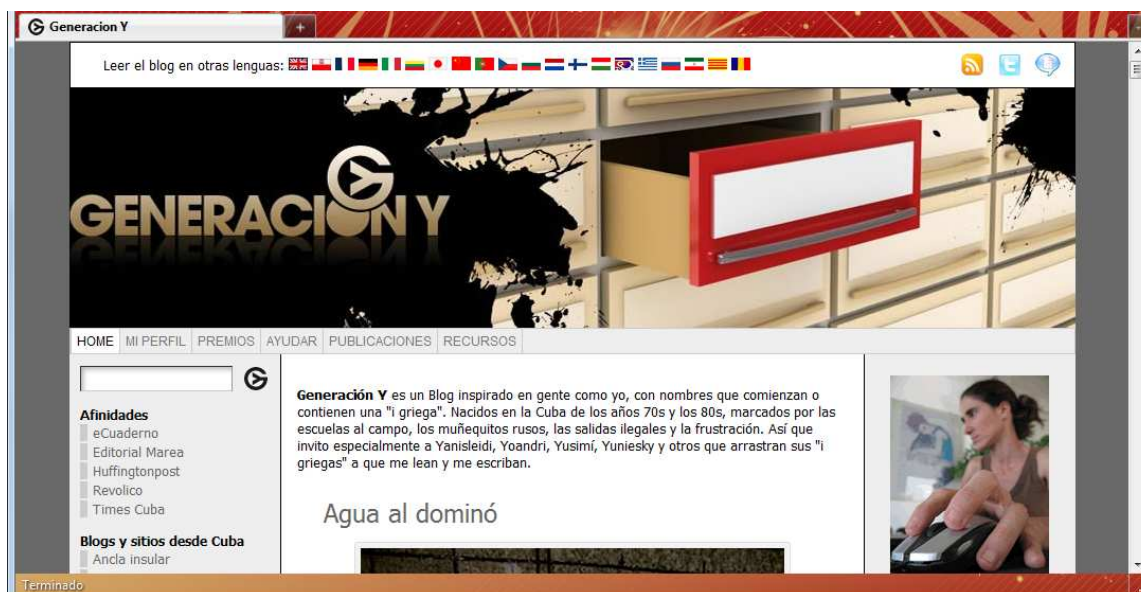 Generacion Y
Leer el blog en otras lenguas:
GENERACION Y
HOME MI PERFIL PREMIOS AYUDAR PUBLICACIONES RECURSOS
Afinidades
eCuaderno
Editorial Marea
Huffingtonpost
Revolico
Times Cuba
Blogs y sitios desde Cuba
Ancla insular
Generación Y es un Blog inspirado en gente como yo, con nombres que comienzan o
contienen una "i griega". Nacidos en la Cuba de los años 70s y los 80s, marcados por las
escuelas al campo, los muñequitos rusos, las salidas ilegales y la frustración. Así que
invito especialmente a Yanisleidi, Yoandri, Yusimí, Yuniesky y otros que arrastran sus "i
griegas" a que me lean y me escriban.
Agua al dominó
Terminado